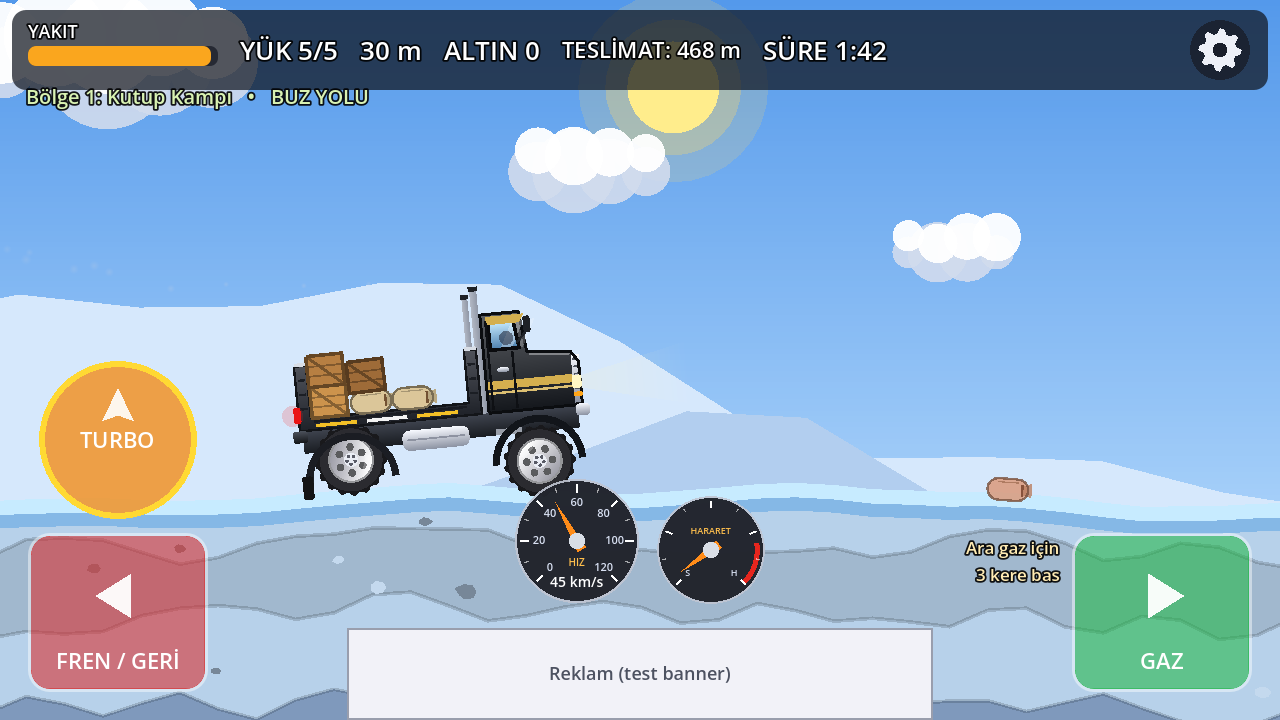 YAKIT
YÜK 5/5 30 m ALTIN 0 TESLİMAT: 468 m SÜRE 1:42
Bölge 1: Kutup Kampı • BUZ YOLU
TURBO
0 20 40 60 80 100 120
HIZ
45 km/s
HARARET
S H
Ara gaz için
3 kere bas
FREN / GERİ
GAZ
Reklam (test banner)